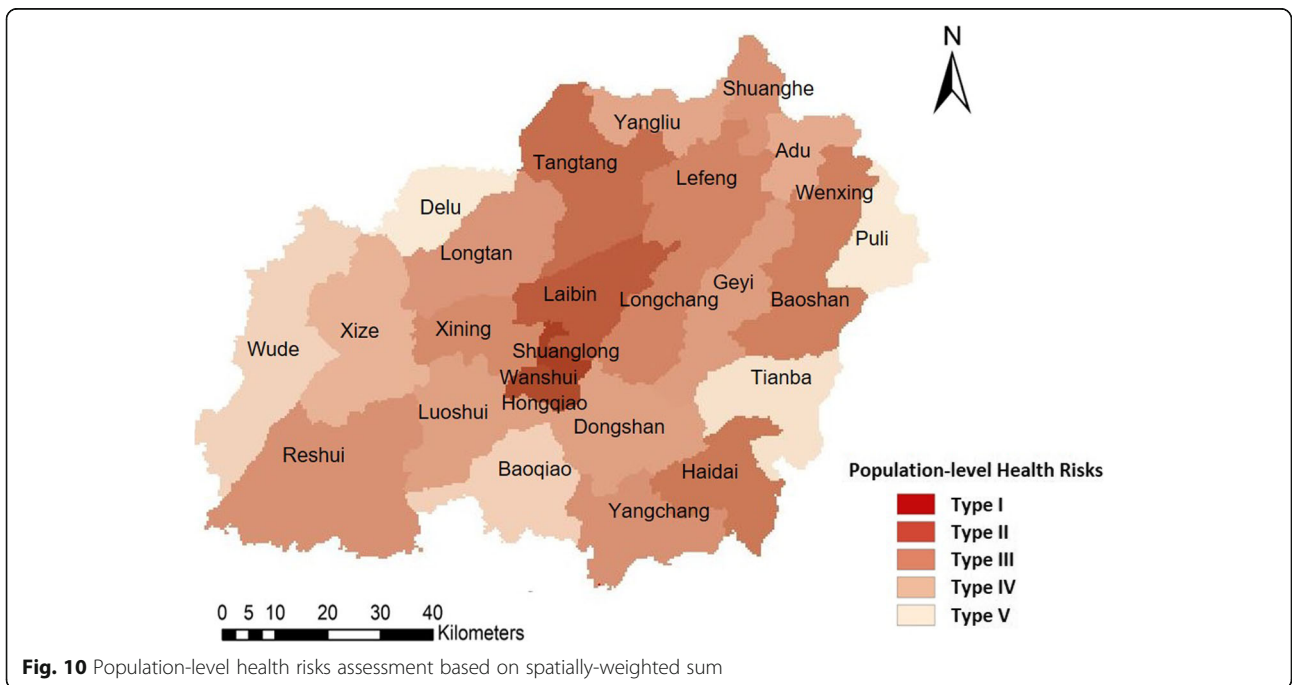 N
Shuanghe
Yangliu
Adu
Tangtang
Lefeng
Wenxing
Delu
Puli
Longtan
Geyi
Laibin
Longchang
Baoshan
Xining
Xize
Wude
Shuanglong
Wanshui
Tianba
Hongqiao
Luoshui
Dongshan
Reshui
Baoqiao
Haidai
Yangchang
Population-level Health Risks
Type I
Type II
Type III
Type IV
Type V
0 5 10 20 30 40
Kilometers
Fig. 10 Population-level health risks assessment based on spatially-weighted sum